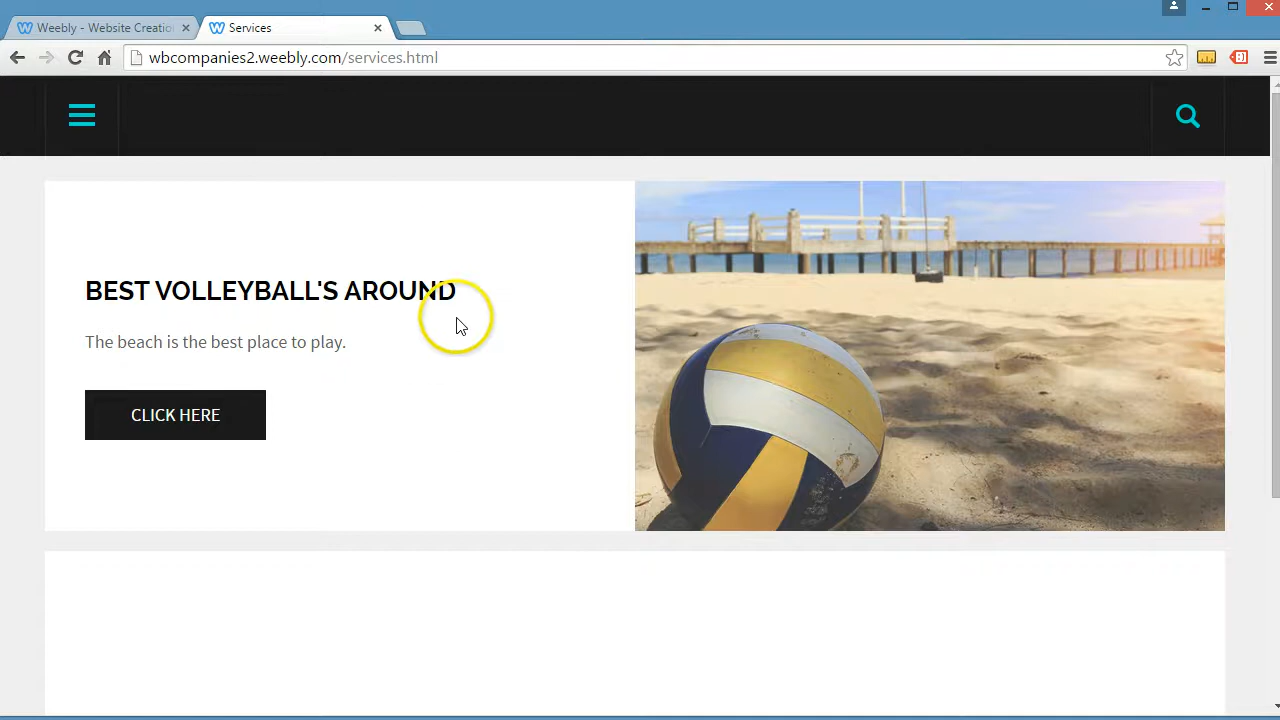 Weebly - Website Creatio
Services
wbcompanies2.weebly.com/services.html
BEST VOLLEYBALL'S AROUND
The beach is the best place to play.
CLICK HERE